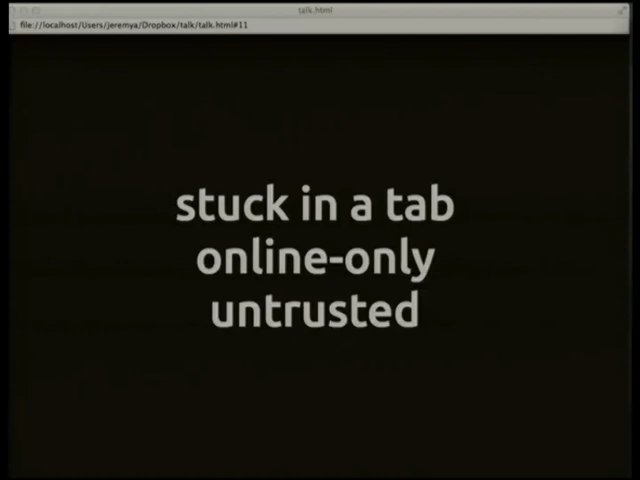 talk.html
file://localhost/Users/jeremya/Dropbox/talk/talk.html#11
stuck in a tab
online-only
untrusted